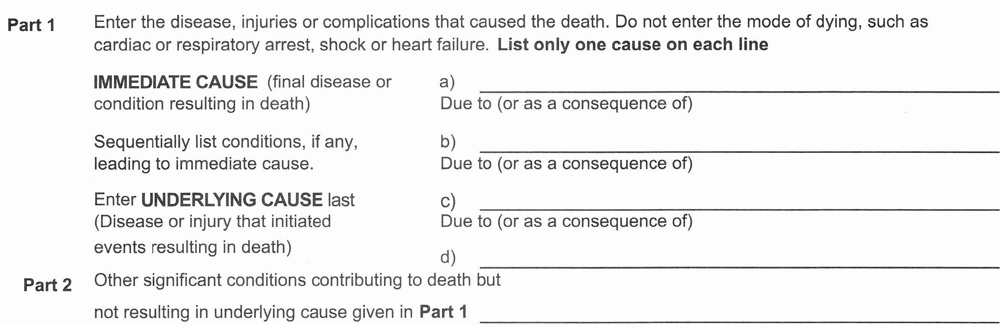 Part 1 Enter the disease, injuries or complications that caused the death. Do not enter the mode of dying, such as
cardiac or respiratory arrest, shock or heart failure. List only one cause on each line
IMMEDIATE CAUSE (final disease or a)
condition resulting in death) Due to (or as a consequence of)
Sequentially list conditions, if any, b)
leading to immediate cause. Due to (or as a consequence of)
Enter UNDERLYING CAUSE last c)
(Disease or injury that initiated Due to (or as a consequence of)
events resulting in death)
d)
Part 2 Other significant conditions contributing to death but
not resulting in underlying cause given in Part 1